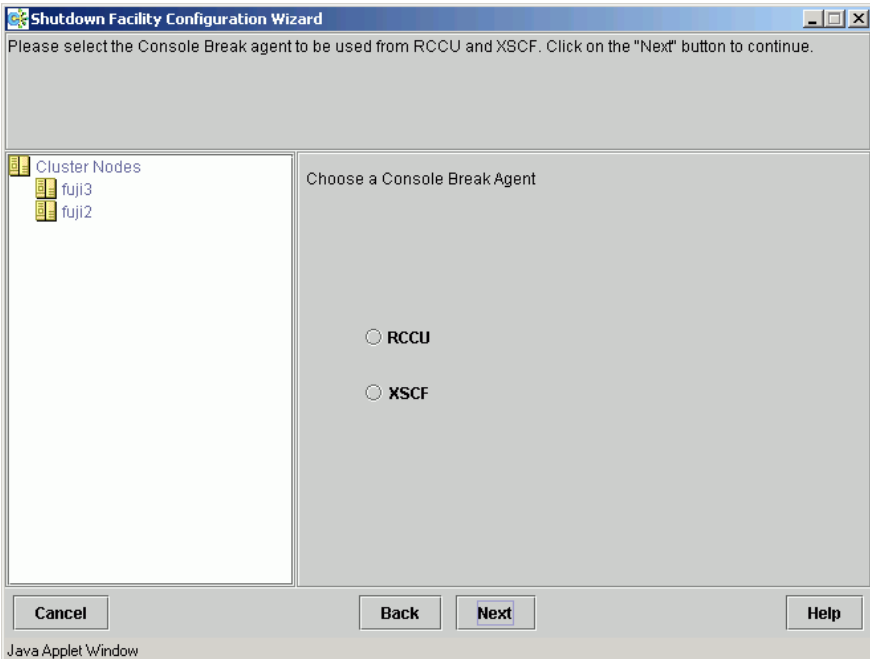 Shutdown Facility Configuration Wizard
Please select the Console Break agent to be used from RCCU and XSCF. Click on the "Next" button to continue.
Cluster Nodes
fuji3
fuji2
Choose a Console Break Agent
RCCU
XSCF
Cancel
Back
Next
Help
Java Applet Window